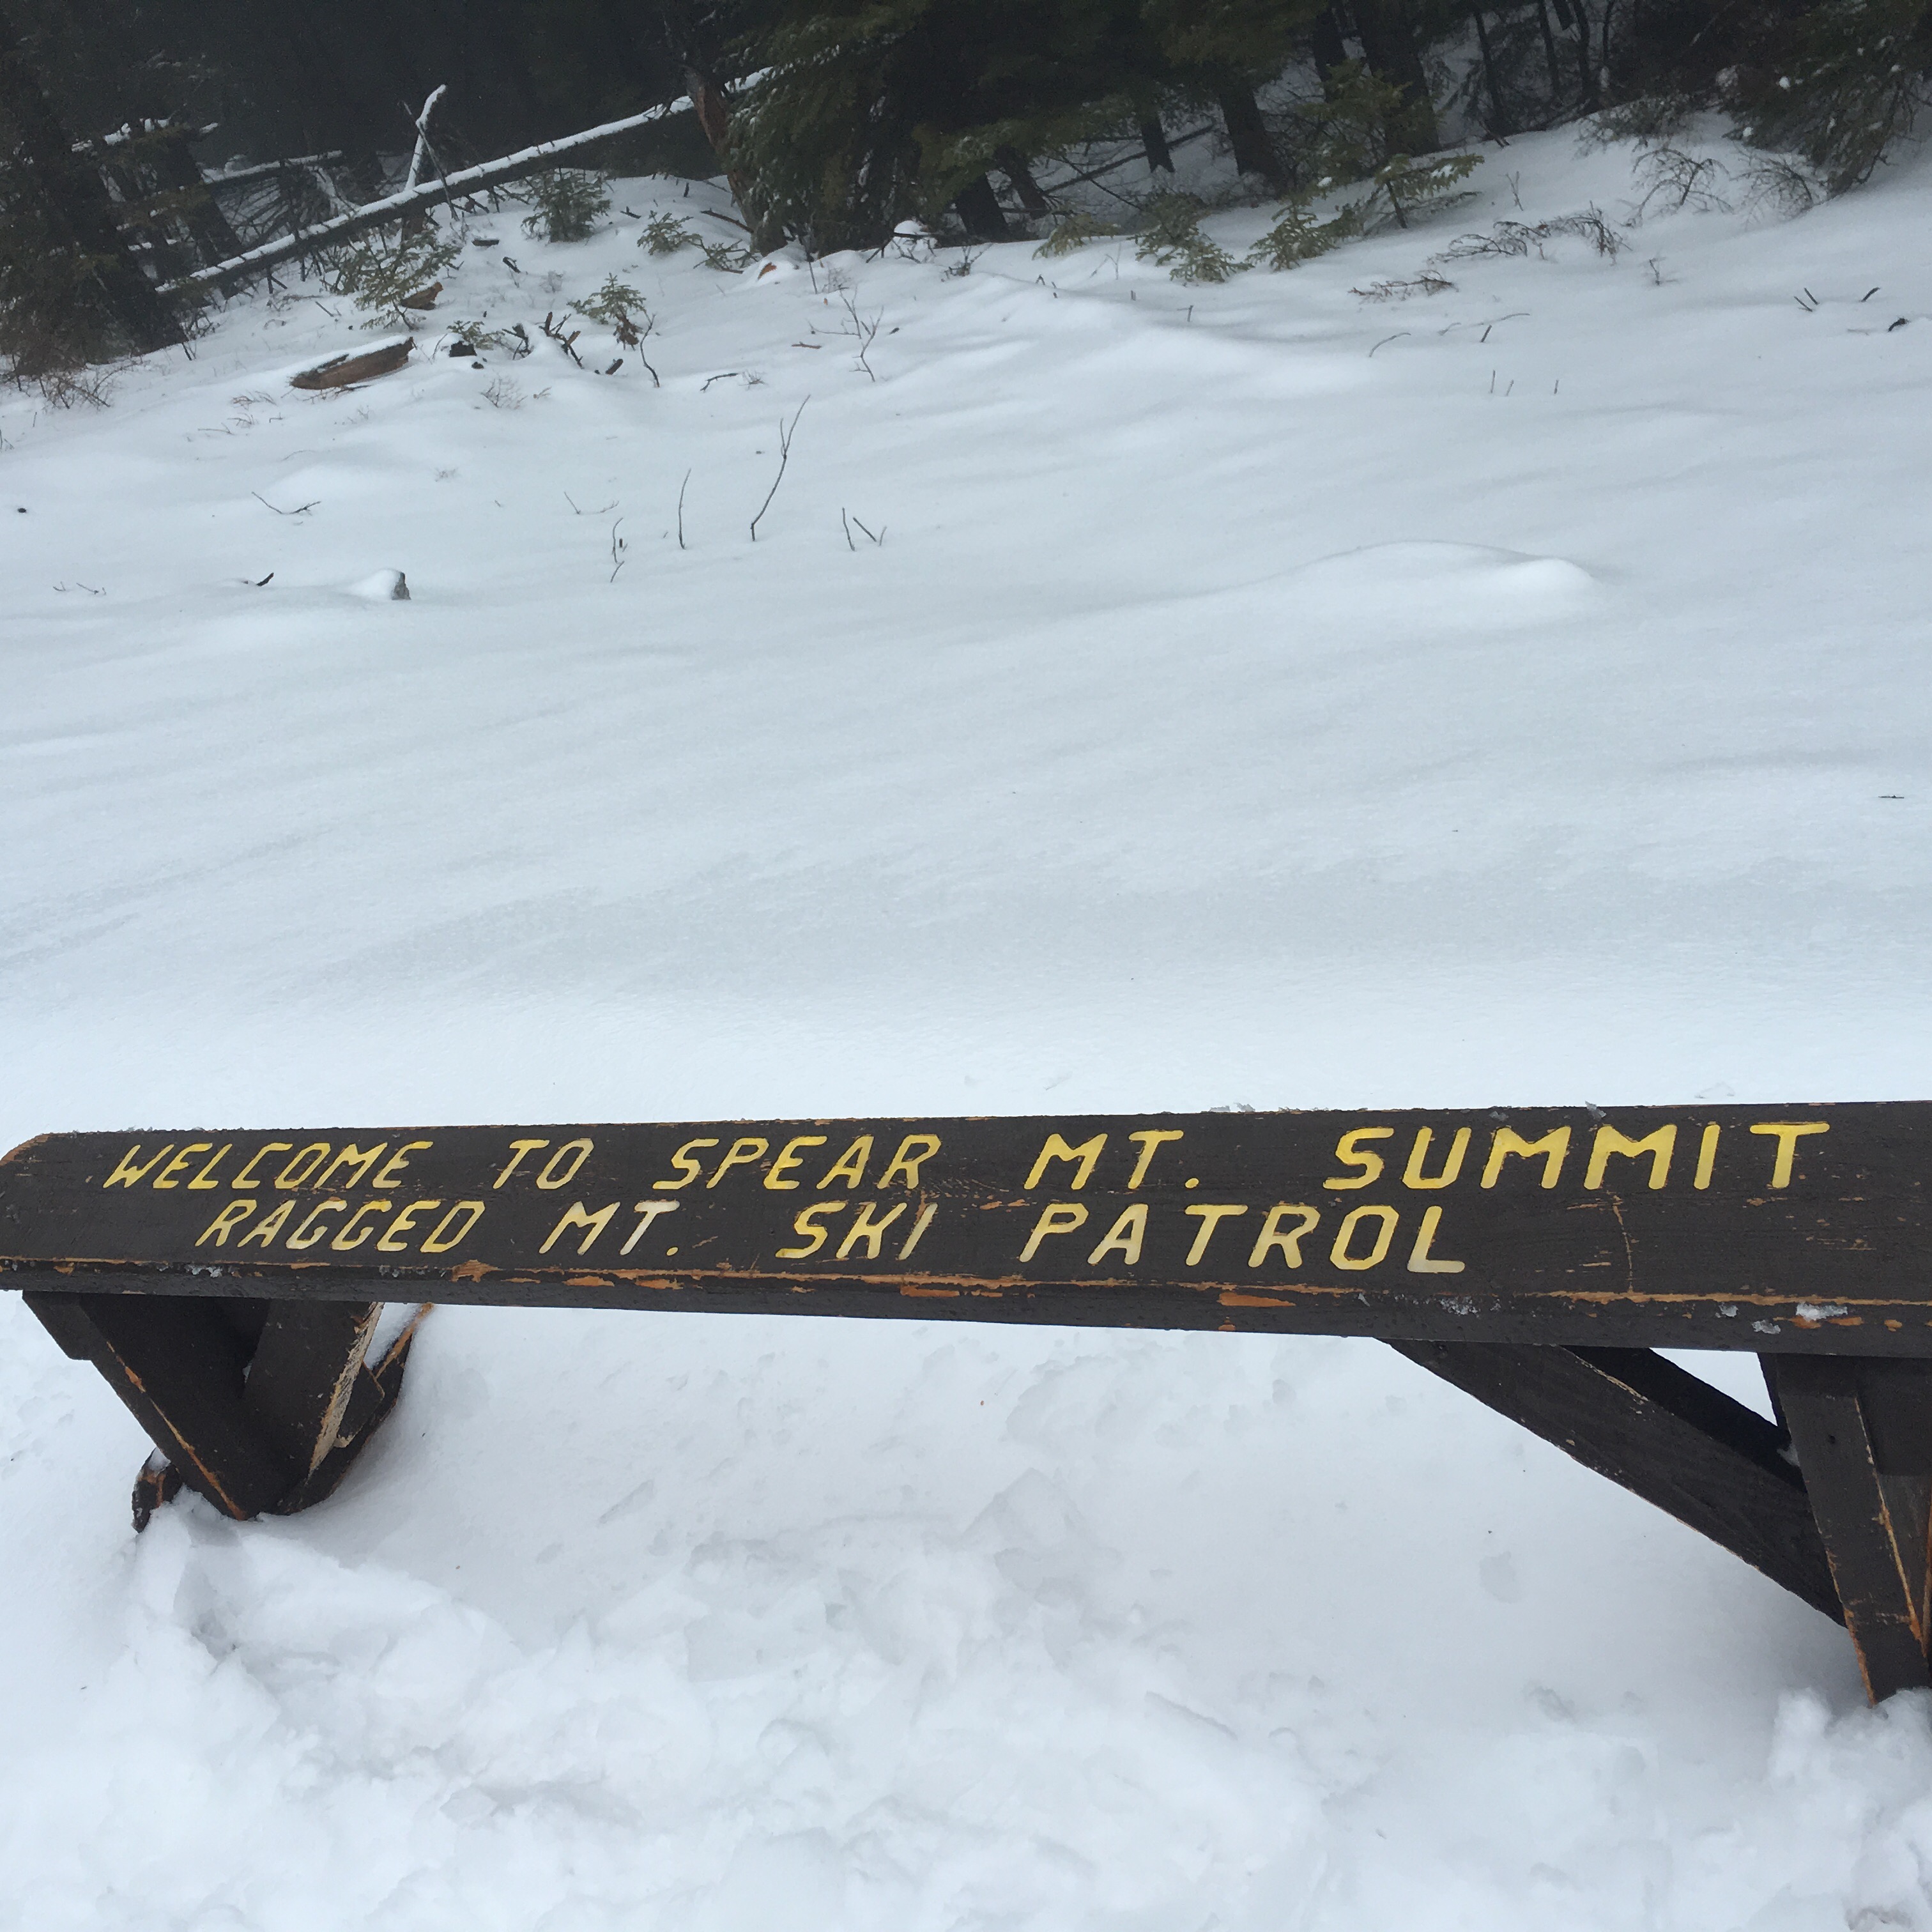 WELCOME TO SPEAR MT. SUMMIT
RAGGED MT. SKI PATROL